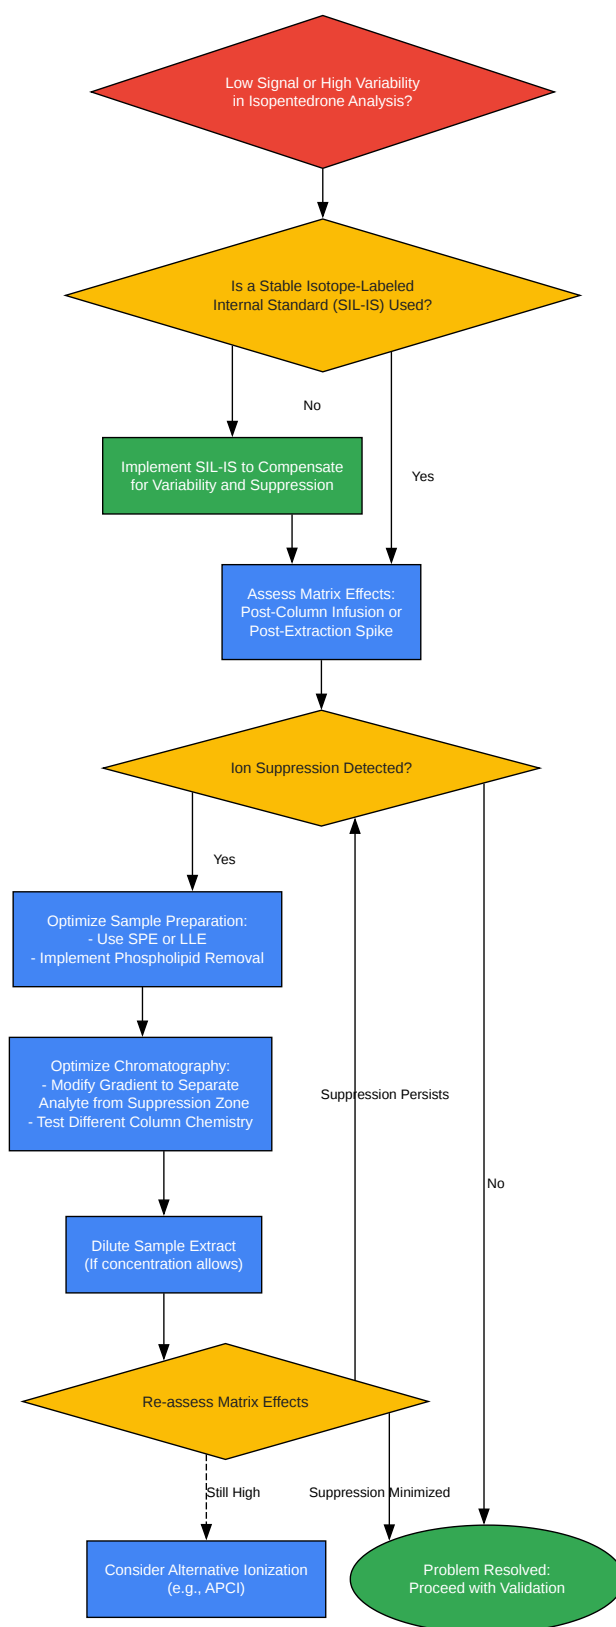 Low Signal or High Variability
in Isopentedrone Analysis?
Is a Stable Isotope-Labeled
Internal Standard (SIL-IS) Used?
No
Implement SIL-IS to Compensate
for Variability and Suppression
Yes
Assess Matrix Effects:
Post-Column Infusion or
Post-Extraction Spike
Ion Suppression Detected?
Yes
Optimize Sample Preparation:
- Use SPE or LLE
- Implement Phospholipid Removal
Optimize Chromatography:
- Modify Gradient to Separate
Analyte from Suppression Zone
- Test Different Column Chemistry
Suppression Persists
No
Dilute Sample Extract
(If concentration allows)
Re-assess Matrix Effects
Still High
Suppression Minimized
Consider Alternative Ionization
(e.g., APCI)
Problem Resolved:
Proceed with Validation